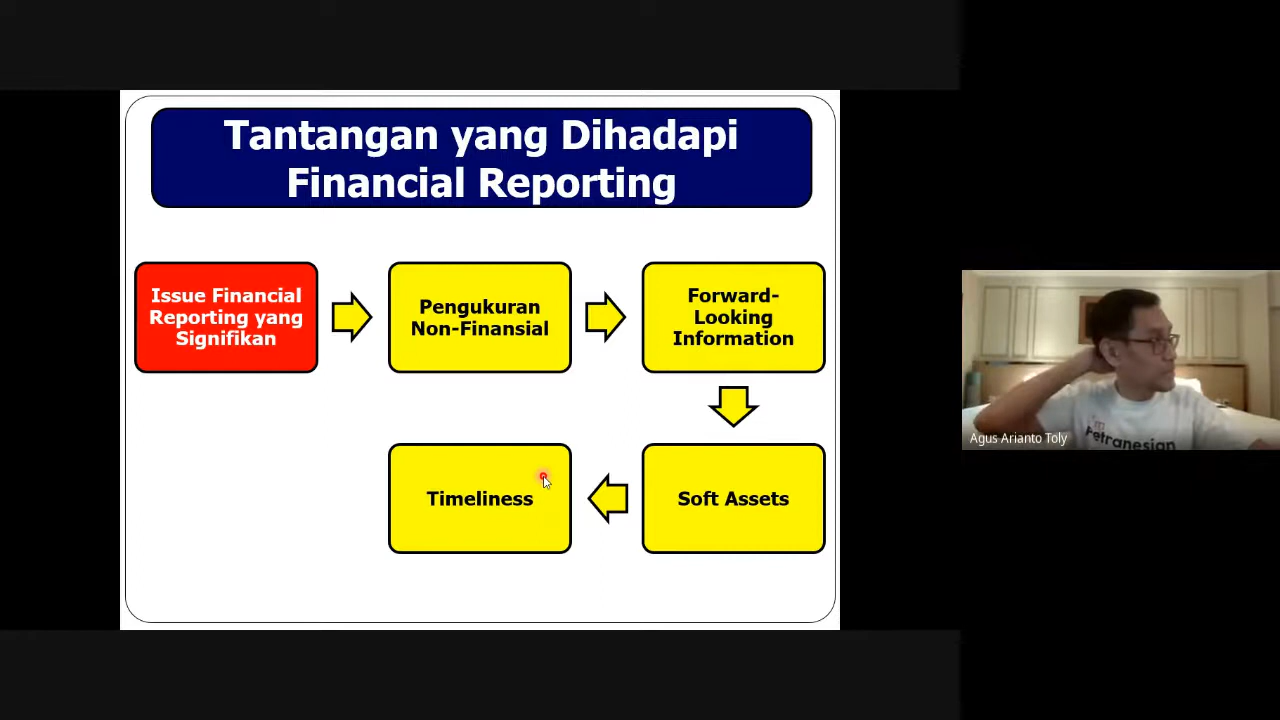 Tantangan yang Dihadapi
Financial Reporting
Issue Financial
Reporting yang
Signifikan
Pengukuran
Non-Finansial
Forward-
Looking
Information
Timeliness
Soft Assets
Petranesian
Agus Arianto Toly